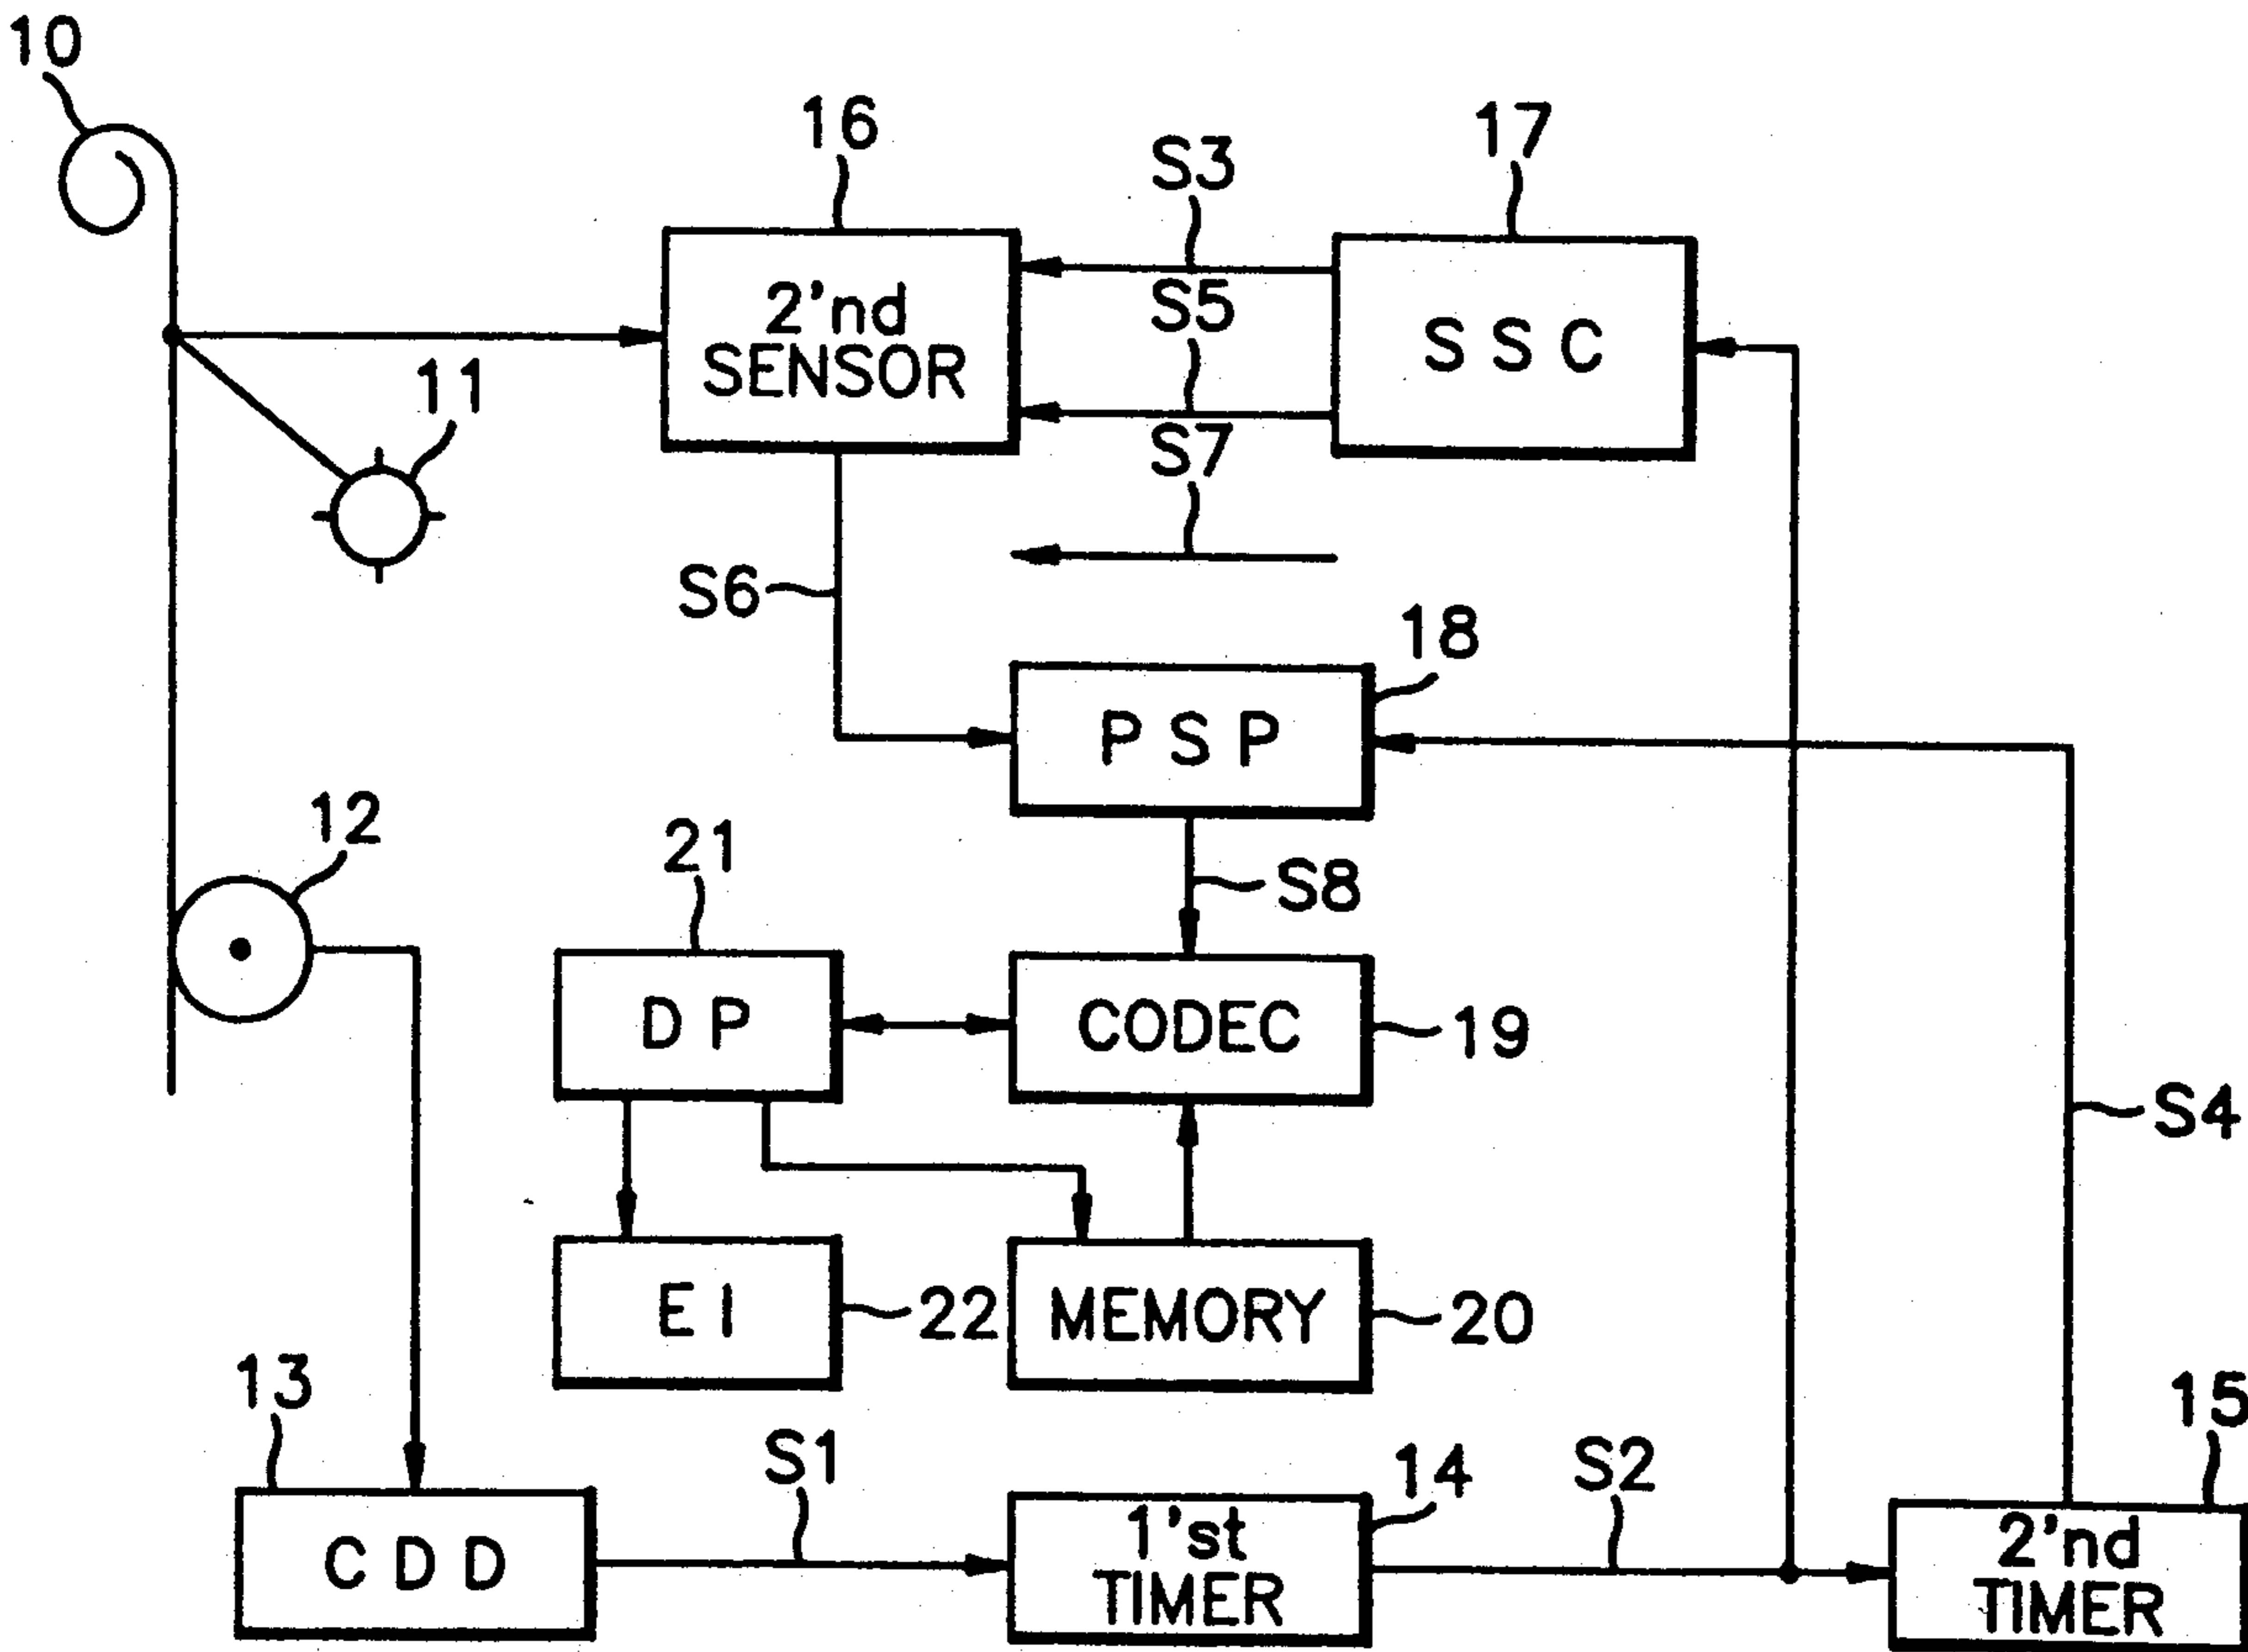 10
16
S3
17
2'nd
SENSOR
S5
S S C
11
S7
S6
18
P S P
12
21
S8
D P
CODEC
19
S4
E I
22
MEMORY
20
13
S1
14
S2
15
C D D
1'st
TIMER
2'nd
TIMER